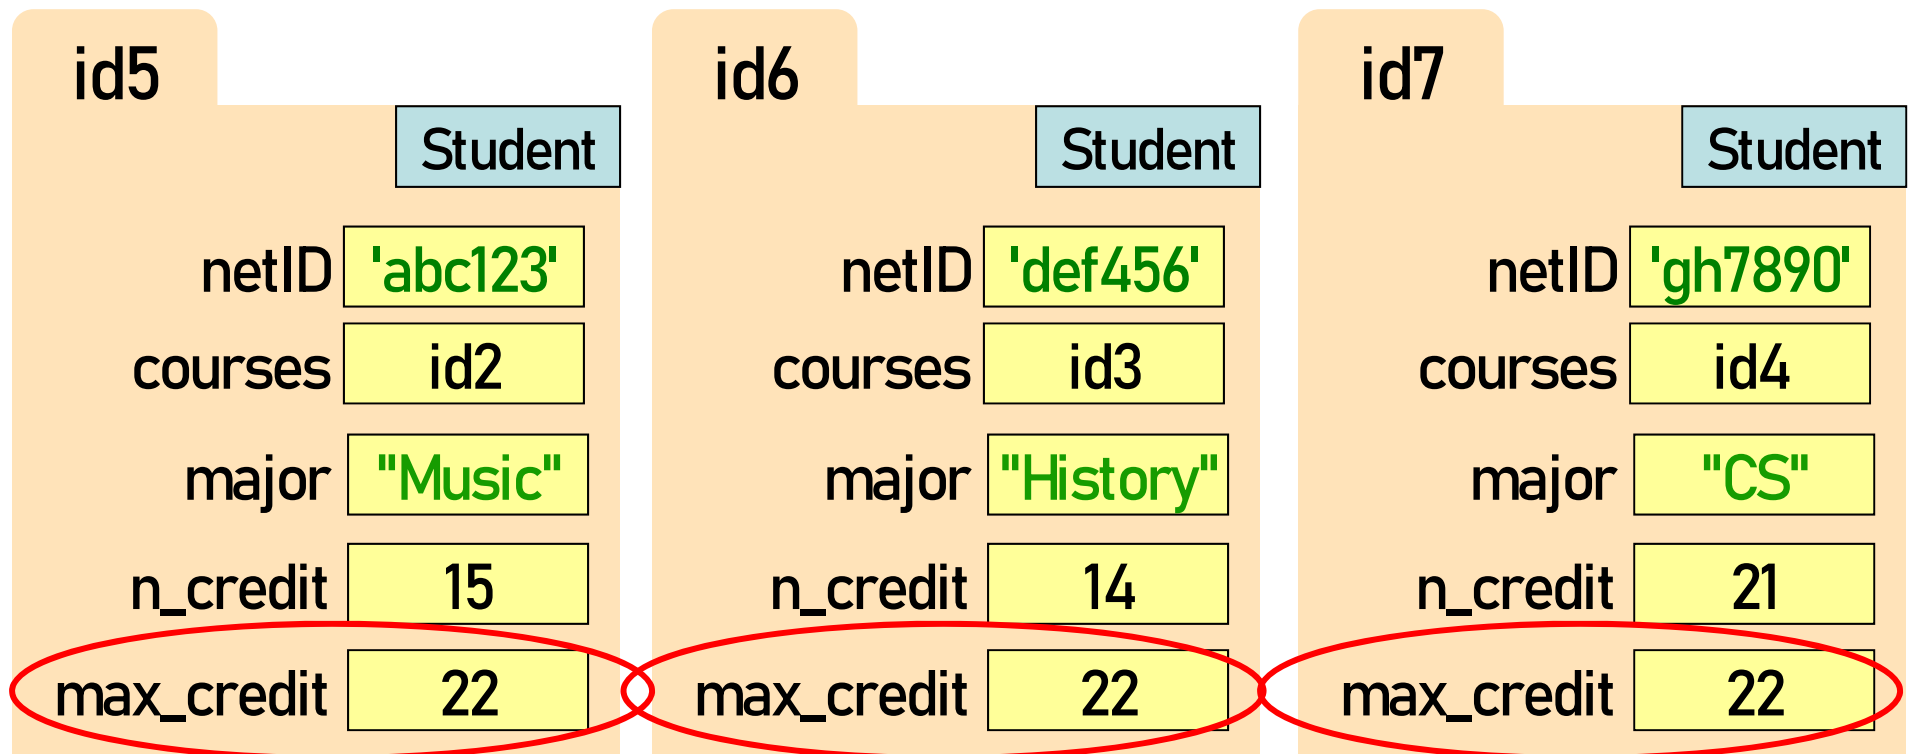 id5
Student
netID 'abc123'
courses id2
major "Music"
n_credit 15
max_credit 22
id6
Student
netID 'def456'
courses id3
major "History"
n_credit 14
max_credit 22
id7
Student
netID 'gh7890'
courses id4
major "CS"
n_credit 21
max_credit 22